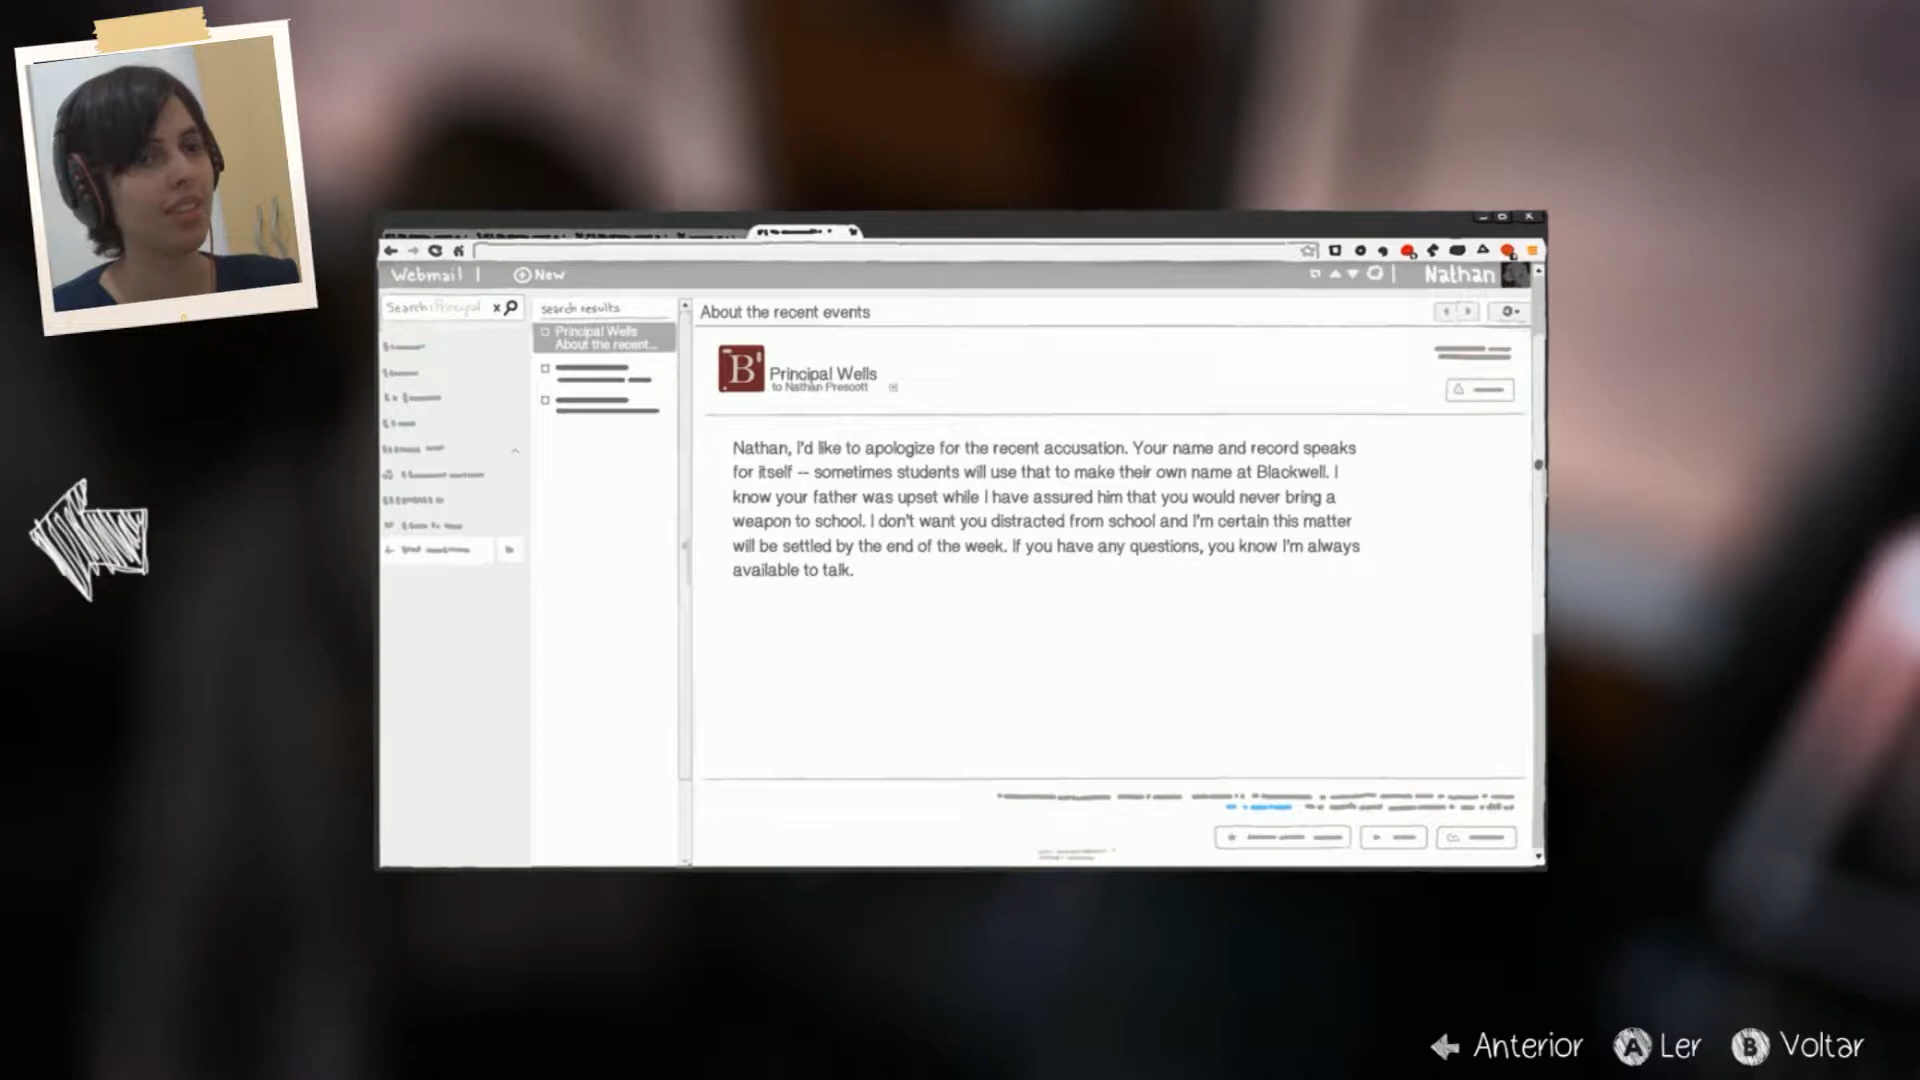 Webmail
New
Nathan
Search: Principal
search results
About the recent events
Principal Wells
About the recent...
B
Principal Wells
to Nathan Prescott
Nathan, I'd like to apologize for the recent accusation. Your name and record speaks
for itself -- sometimes students will use that to make their own name at Blackwell. I
know your father was upset while I have assured him that you would never bring a
weapon to school. I don't want you distracted from school and I'm certain this matter
will be settled by the end of the week. If you have any questions, you know I'm always
available to talk.
Anterior
A Ler
B Voltar